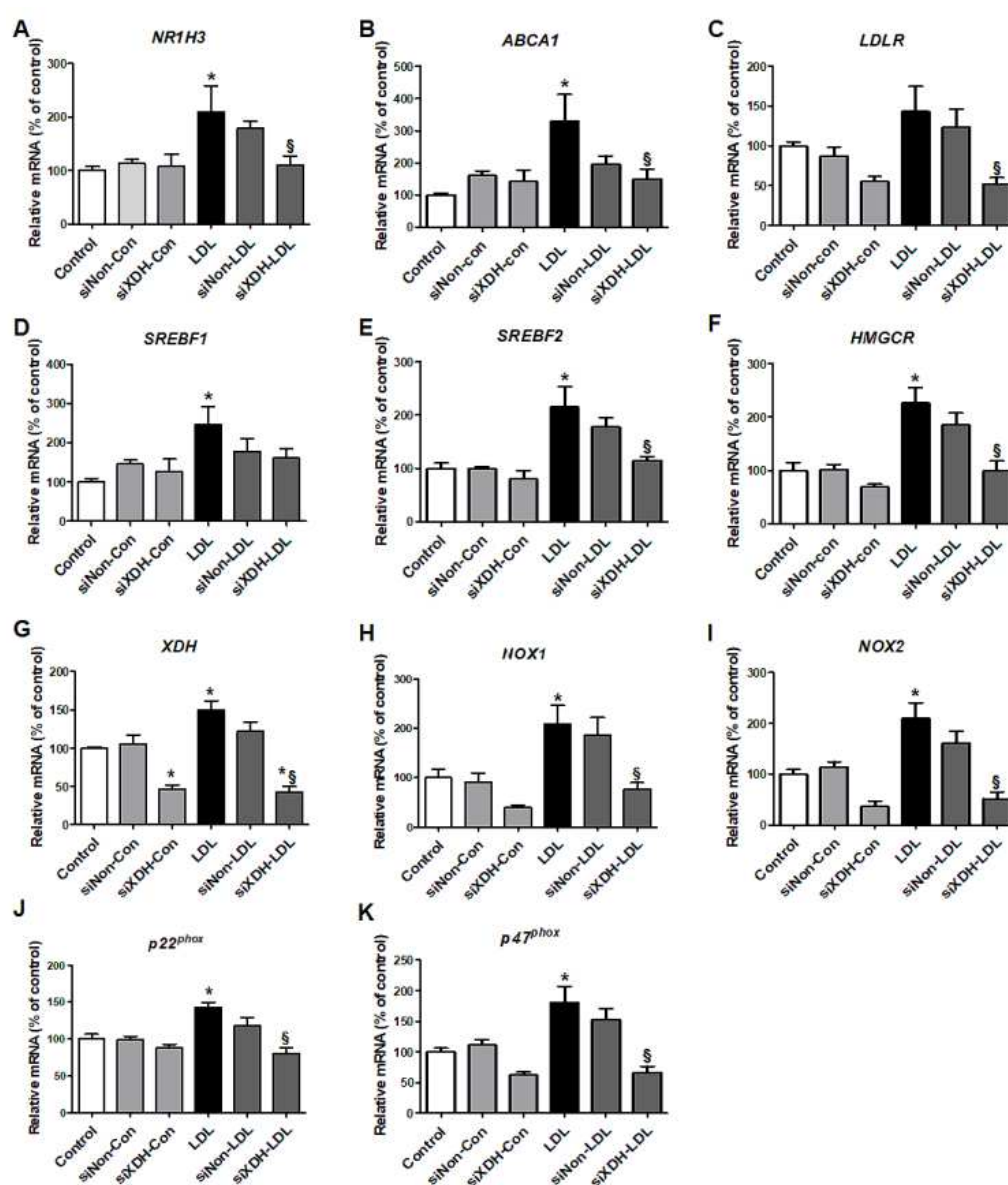 A
NR1H3
Relative mRNA (% of control)
300
200
100
0
Control
siNon-Con
siXDH-Con
LDL
siNon-LDL
siXDH-LDL
*
§
B
ABCA1
Relative mRNA (% of control)
500
400
300
200
100
0
Control
siNon-con
siXDH-con
LDL
siNon-LDL
siXDH-LDL
*
§
C
LDLR
Relative mRNA (% of control)
200
150
100
50
0
Control
siNon-con
siXDH-con
LDL
siNon-LDL
siXDH-LDL
§
D
SREBF1
Relative mRNA (% of control)
400
300
200
100
0
Control
siNon-Con
siXDH-Con
LDL
siNon-LDL
siXDH-LDL
*
E
SREBF2
Relative mRNA (% of control)
300
200
100
0
Control
siNon-Con
siXDH-Con
LDL
siNon-LDL
siXDH-LDL
*
§
F
HMGCR
Relative mRNA (% of control)
300
200
100
0
Control
siNon-con
siXDH-con
LDL
siNon-LDL
siXDH-LDL
*
§
G
XDH
Relative mRNA (% of control)
200
150
100
50
0
Control
siNon-Con
siXDH-Con
LDL
siNon-LDL
siXDH-LDL
*
*
*§
H
NOX1
Relative mRNA (% of control)
300
200
100
0
Control
siNon-Con
siXDH-Con
LDL
siNon-LDL
siXDH-LDL
*
§
I
NOX2
Relative mRNA (% of control)
300
200
100
0
Control
siNon-Con
siXDH-Con
LDL
siNon-LDL
siXDH-LDL
*
§
J
p22phox
Relative mRNA (% of control)
200
150
100
50
0
Control
siNon-Con
siXDH-Con
LDL
siNon-LDL
siXDH-LDL
*
§
K
p47phox
Relative mRNA (% of control)
250
200
150
100
50
0
Control
siNon-Con
siXDH-Con
LDL
siNon-LDL
siXDH-LDL
*
§